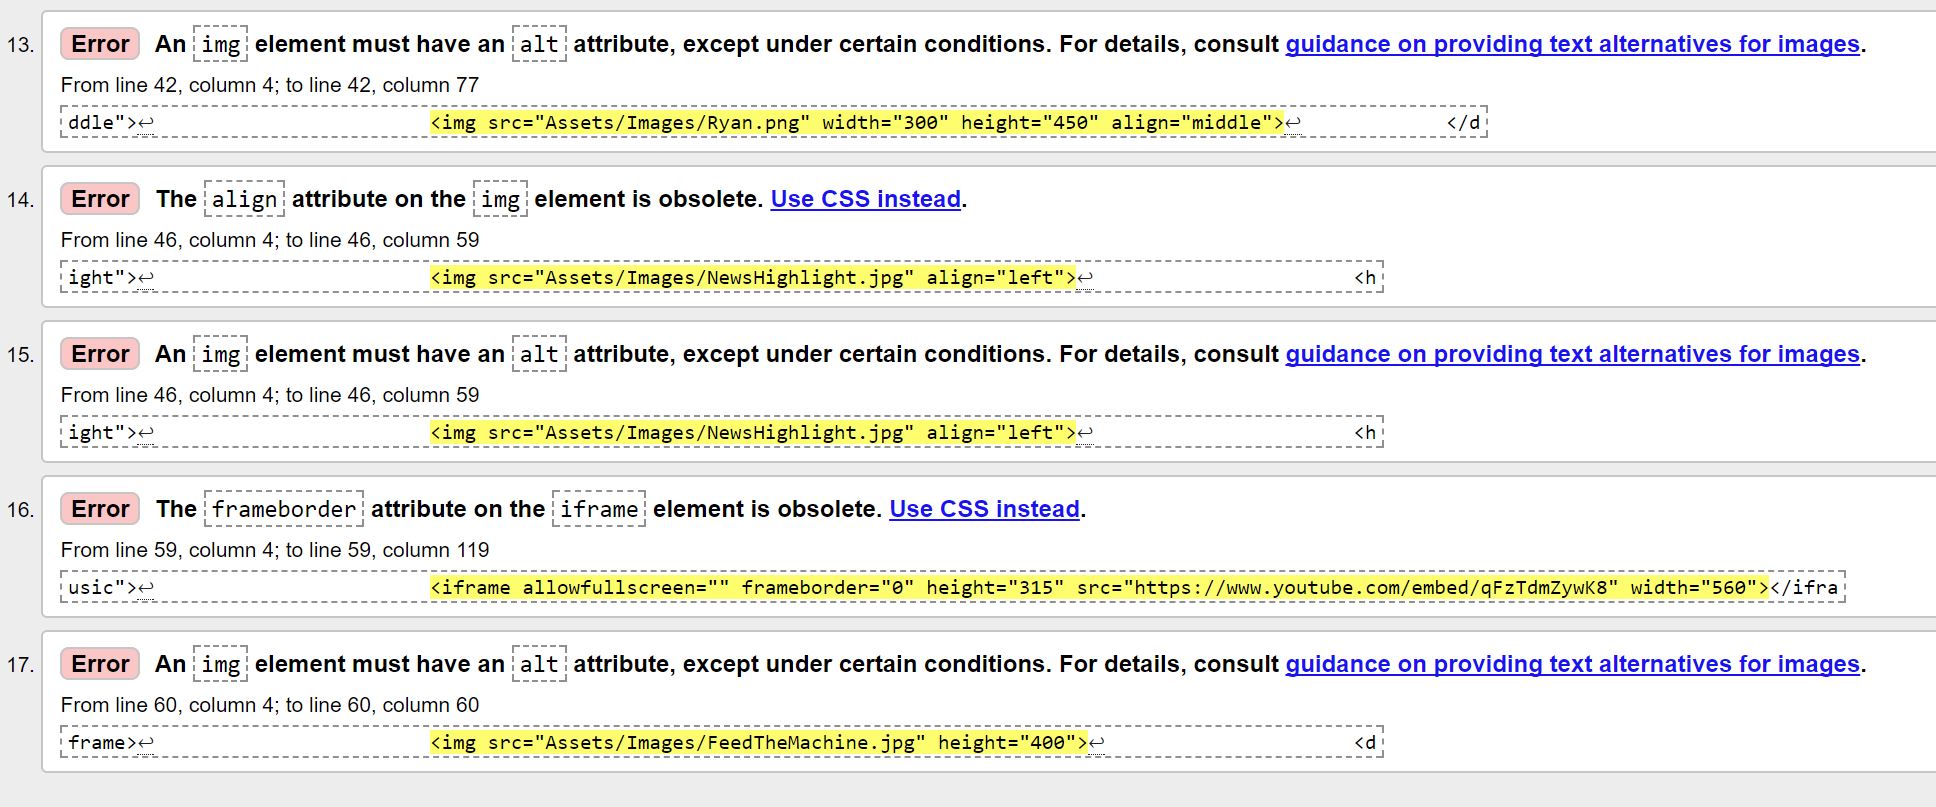 13. Error An img element must have an alt attribute, except under certain conditions. For details, consult guidance on providing text alternatives for images.
From line 42, column 4; to line 42, column 77
ddle">↩ <img src="Assets/Images/Ryan.png" width="300" height="450" align="middle">↩ </d
14. Error The align attribute on the img element is obsolete. Use CSS instead.
From line 46, column 4; to line 46, column 59
ight">↩ <img src="Assets/Images/NewsHighlight.jpg" align="left">↩ <h
15. Error An img element must have an alt attribute, except under certain conditions. For details, consult guidance on providing text alternatives for images.
From line 46, column 4; to line 46, column 59
ight">↩ <img src="Assets/Images/NewsHighlight.jpg" align="left">↩ <h
16. Error The frameborder attribute on the iframe element is obsolete. Use CSS instead.
From line 59, column 4; to line 59, column 119
usic">↩ <iframe allowfullscreen="" frameborder="0" height="315" src="https://www.youtube.com/embed/qFzTdmZywK8" width="560"></ifra
17. Error An img element must have an alt attribute, except under certain conditions. For details, consult guidance on providing text alternatives for images.
From line 60, column 4; to line 60, column 60
frame>↩ <img src="Assets/Images/FeedTheMachine.jpg" height="400">↩ <d